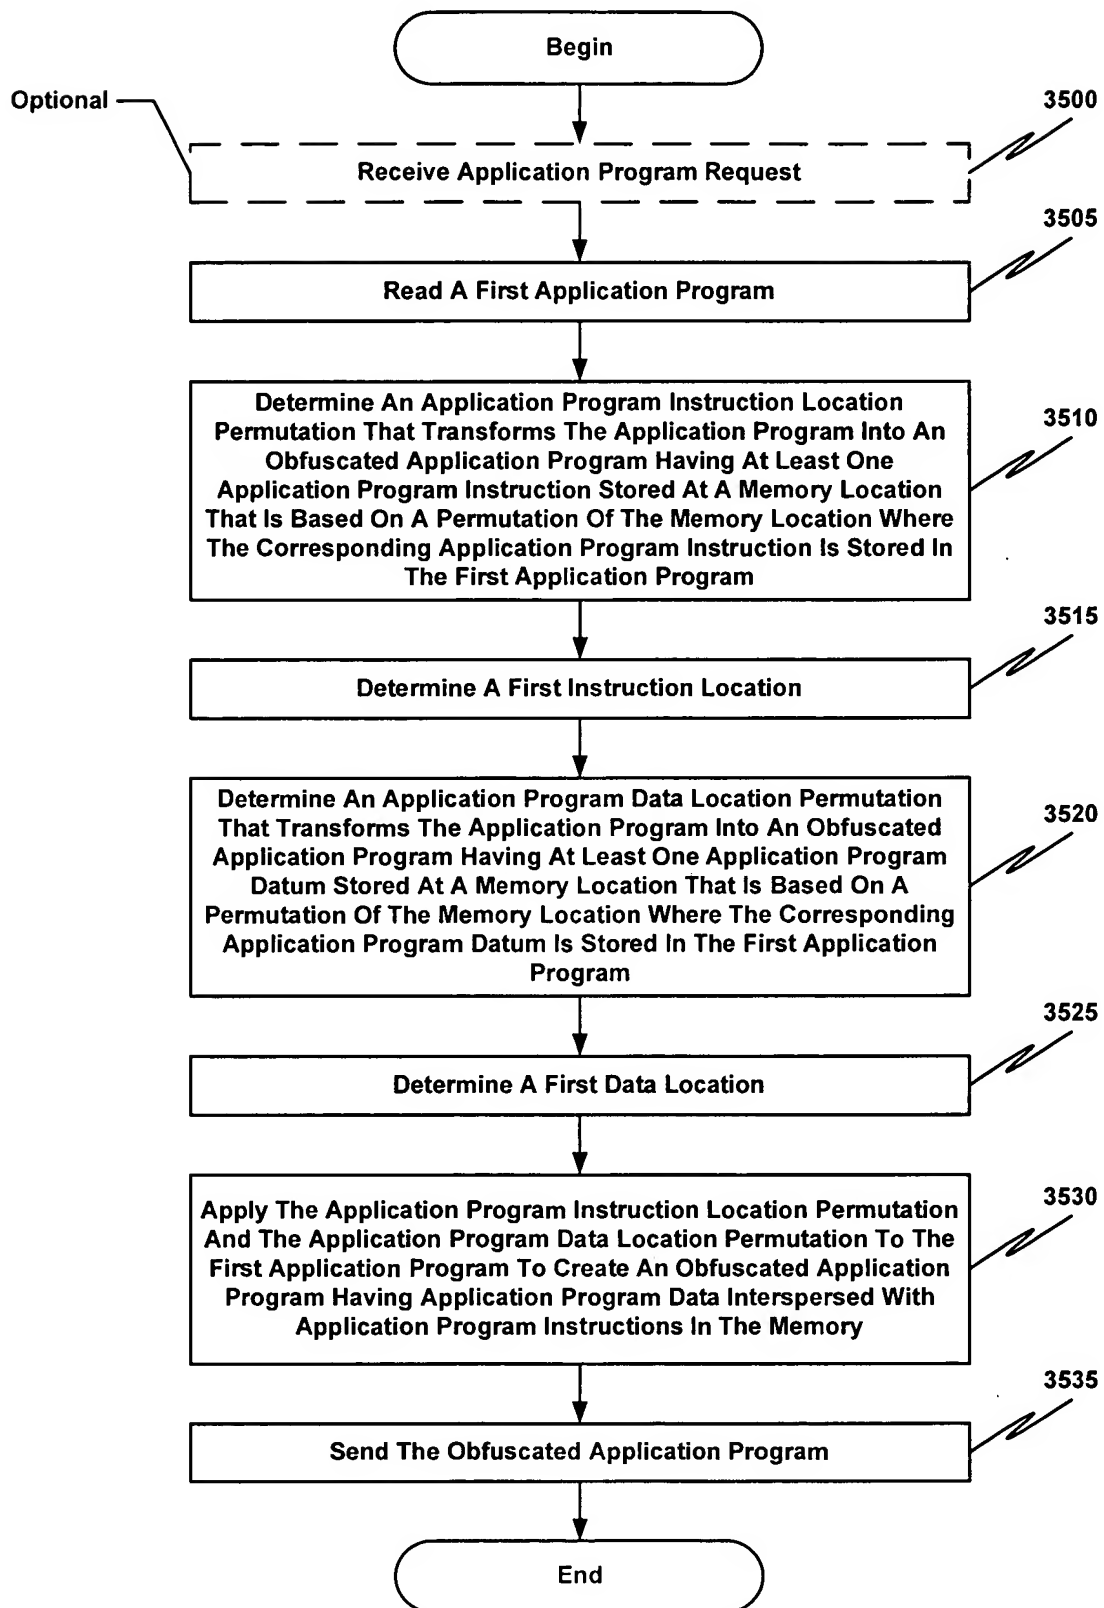 Begin
Optional
3500
Receive Application Program Request
3505
Read A First Application Program
Determine An Application Program Instruction Location
Permutation That Transforms The Application Program Into An
Obfuscated Application Program Having At Least One
Application Program Instruction Stored At A Memory Location
That Is Based On A Permutation Of The Memory Location Where
The Corresponding Application Program Instruction Is Stored In
The First Application Program
3510
3515
Determine A First Instruction Location
Determine An Application Program Data Location Permutation
That Transforms The Application Program Into An Obfuscated
Application Program Having At Least One Application Program
Datum Stored At A Memory Location That Is Based On A
Permutation Of The Memory Location Where The Corresponding
Application Program Datum Is Stored In The First Application
Program
3520
3525
Determine A First Data Location
Apply The Application Program Instruction Location Permutation
And The Application Program Data Location Permutation To The
First Application Program To Create An Obfuscated Application
Program Having Application Program Data Interspersed With
Application Program Instructions In The Memory
3530
3535
Send The Obfuscated Application Program
End